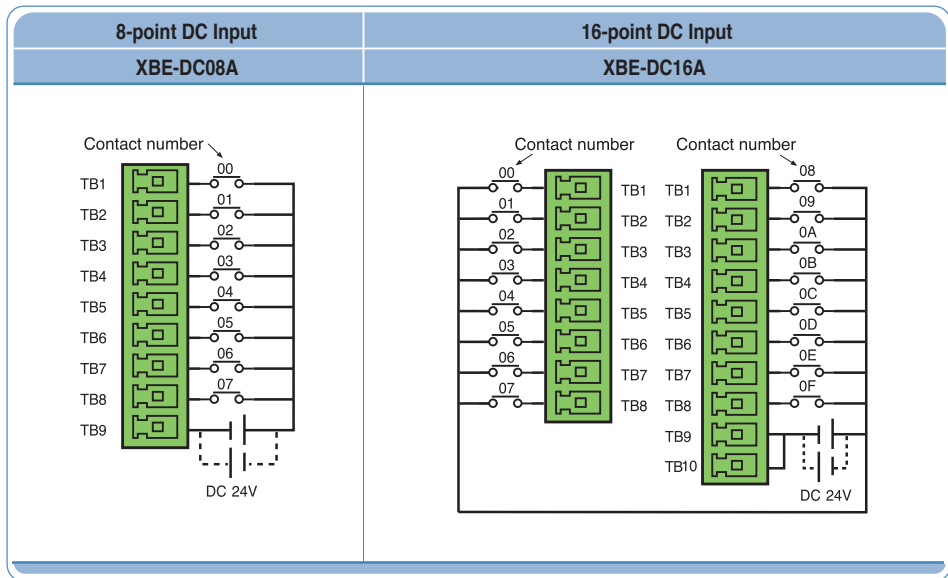 8-point DC Input
16-point DC Input
XBE-DC08A
XBE-DC16A
Contact number
00
TB1
01
TB2
02
TB3
03
TB4
04
TB5
05
TB6
06
TB7
07
TB8
TB9
DC 24V
Contact number
00
TB1
01
TB2
02
TB3
03
TB4
04
TB5
05
TB6
06
TB7
07
TB8
Contact number
08
TB1
09
TB2
0A
TB3
0B
TB4
0C
TB5
0D
TB6
0E
TB7
0F
TB8
TB9
TB10
DC 24V